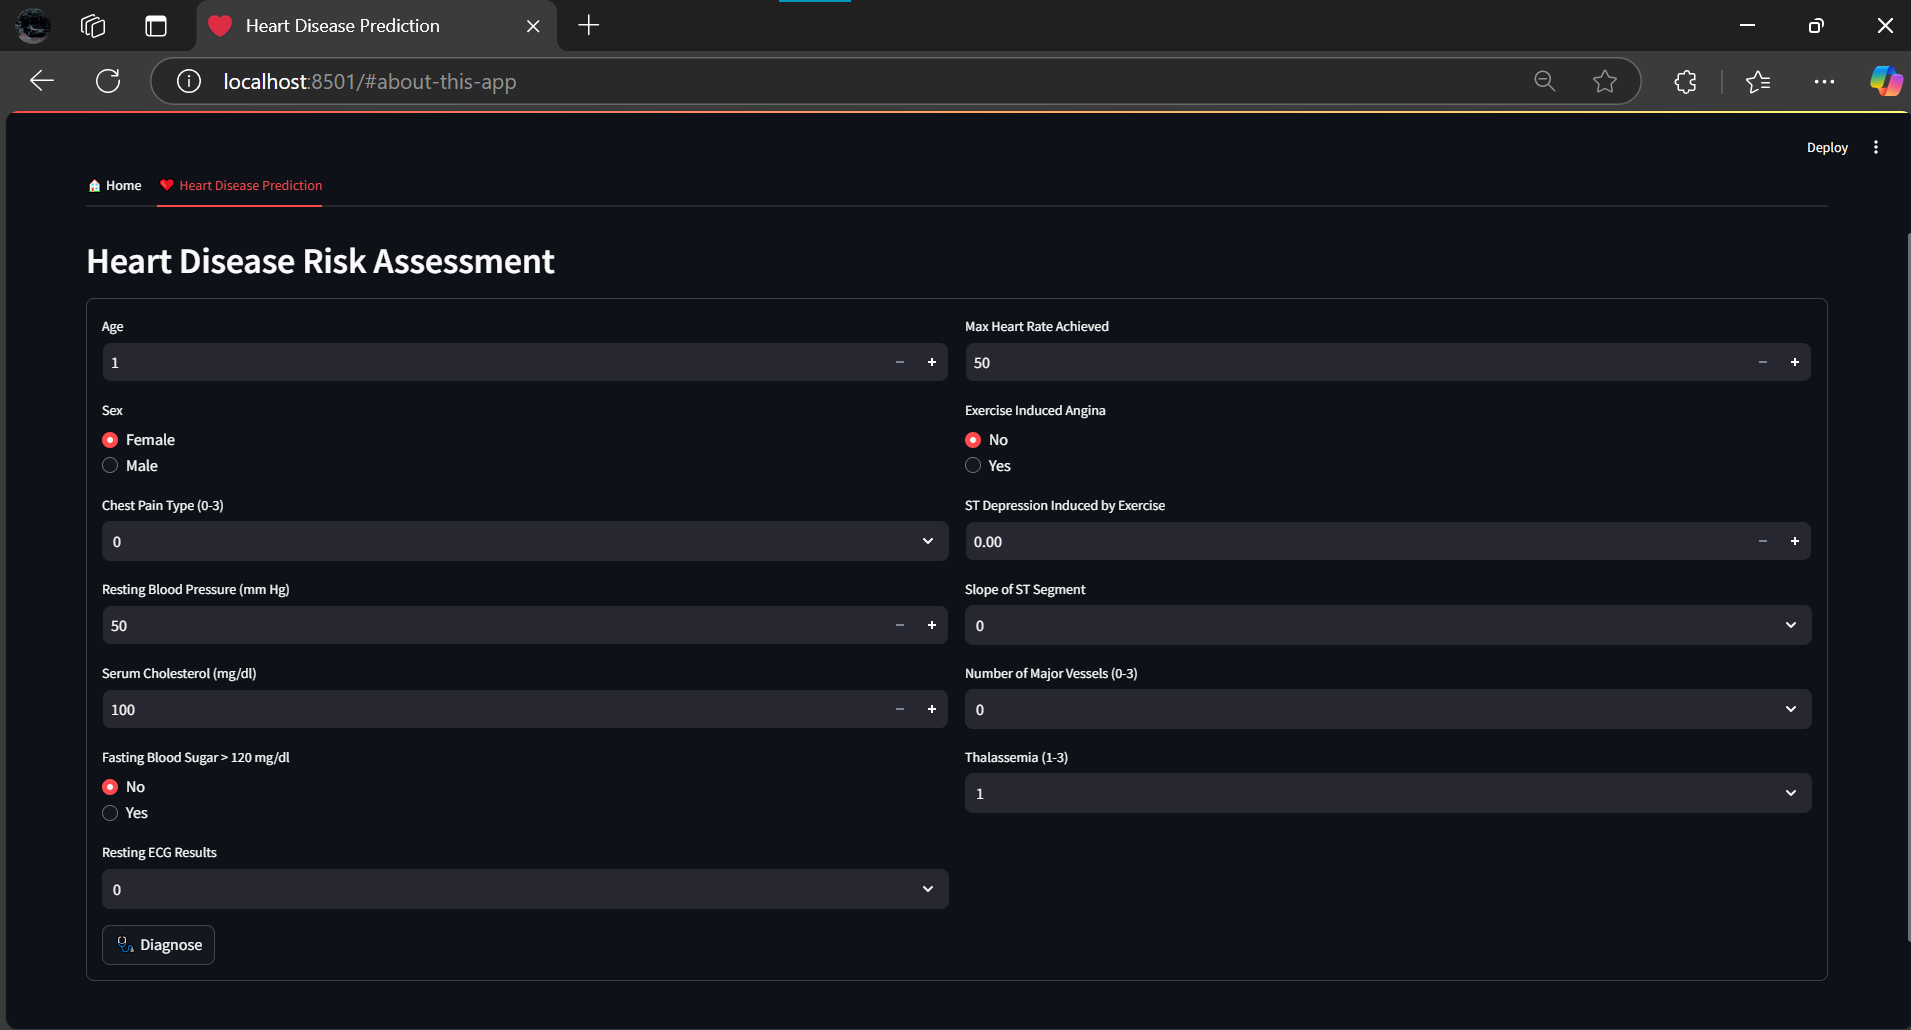 Heart Disease Prediction
localhost:8501/#about-this-app
Deploy
Home
Heart Disease Prediction
Heart Disease Risk Assessment
Age
1
Sex
Female
Male
Chest Pain Type (0-3)
0
Resting Blood Pressure (mm Hg)
50
Serum Cholesterol (mg/dl)
100
Fasting Blood Sugar > 120 mg/dl
No
Yes
Resting ECG Results
0
Max Heart Rate Achieved
50
Exercise Induced Angina
No
Yes
ST Depression Induced by Exercise
0.00
Slope of ST Segment
0
Number of Major Vessels (0-3)
0
Thalassemia (1-3)
1
Diagnose